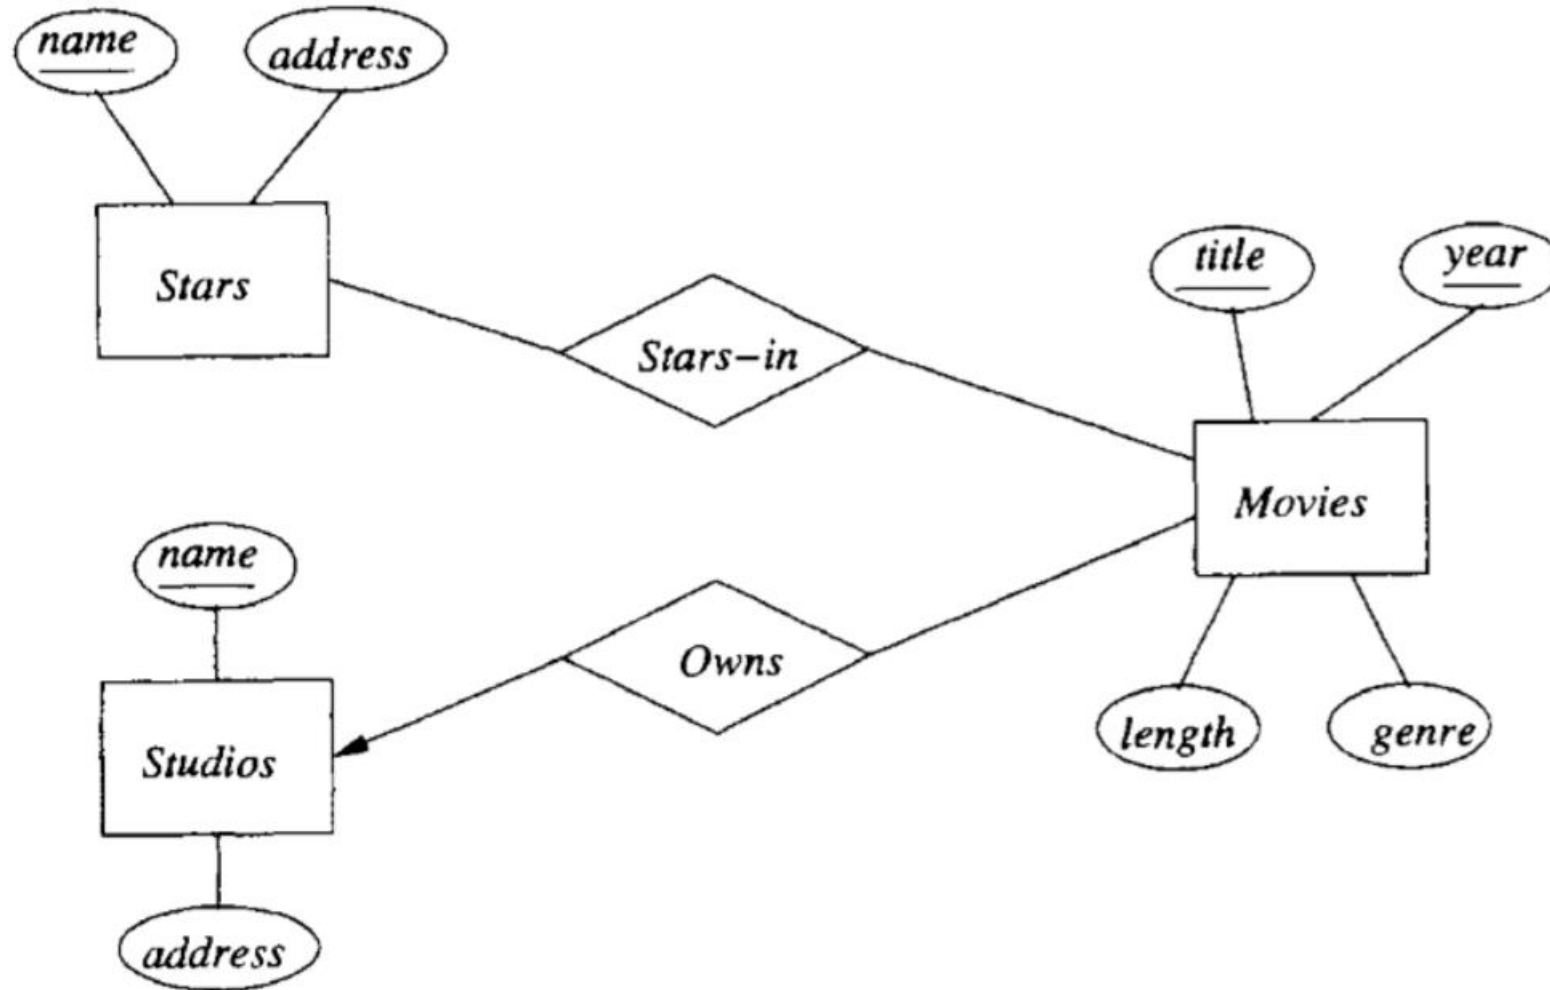 name
address
Stars
Stars-in
title
year
Movies
length
genre
Owns
name
Studios
address